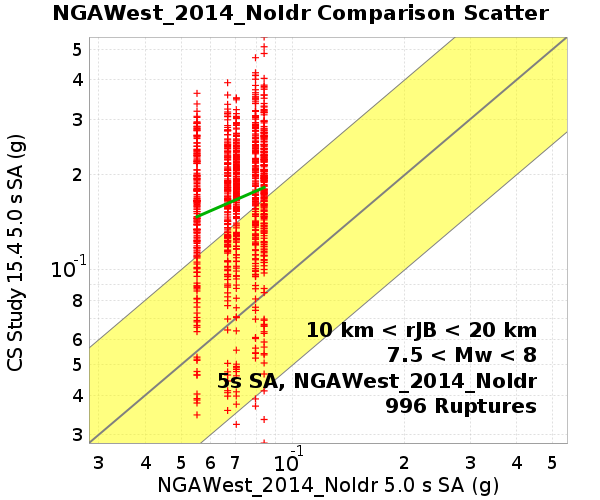 NGAWest_2014_NoIdr Comparison Scatter
CS Study 15.4 5.0 s SA (g)
5
4
3
2
10-1
8
6
5
4
3
10 km < rJB < 20 km
7.5 < Mw < 8
5s SA, NGAWest_2014_NoIdr
996 Ruptures
3 4 5 6 7 10-1 2 3 4 5
NGAWest_2014_NoIdr 5.0 s SA (g)